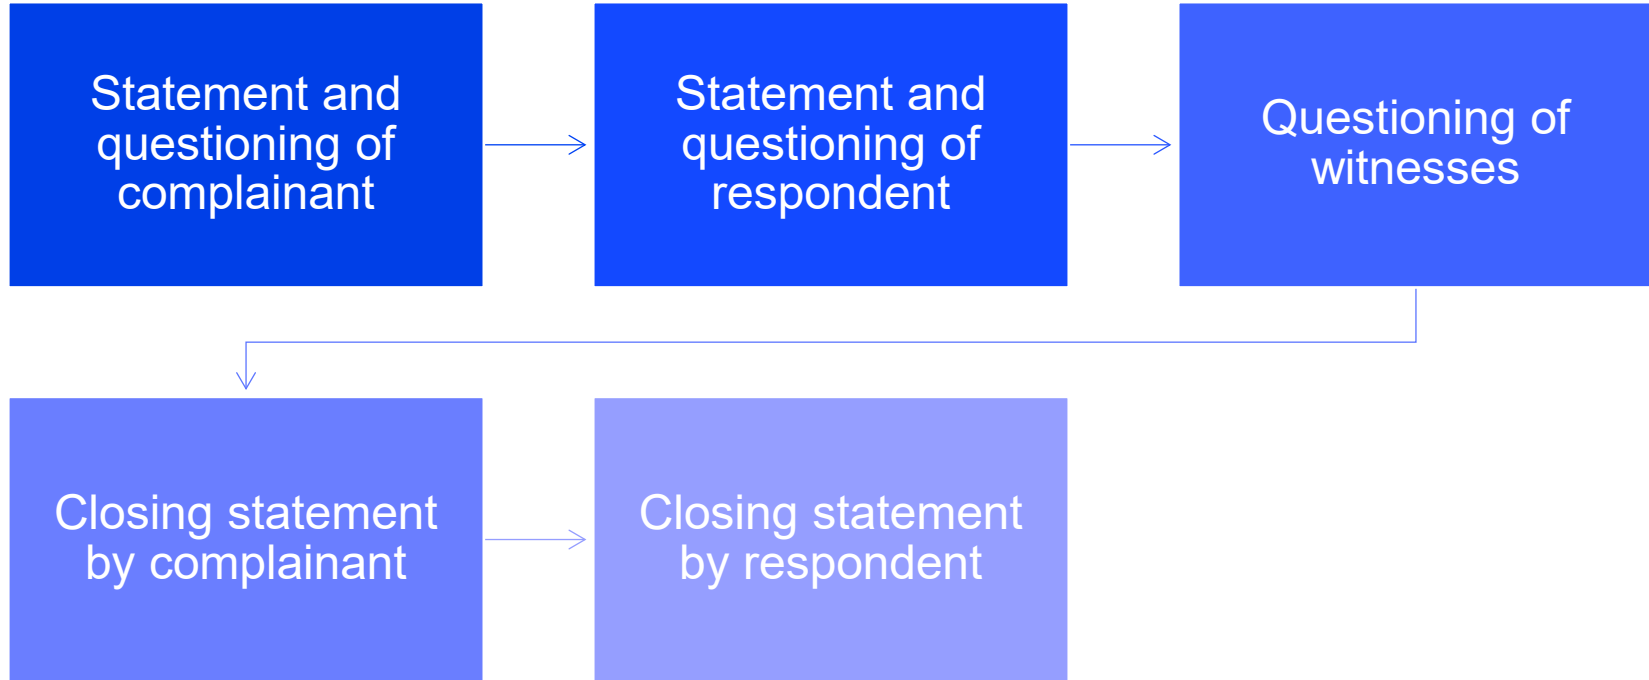 Statement and
questioning of
complainant
Statement and
questioning of
respondent
Questioning of
witnesses
Closing statement
by complainant
Closing statement
by respondent